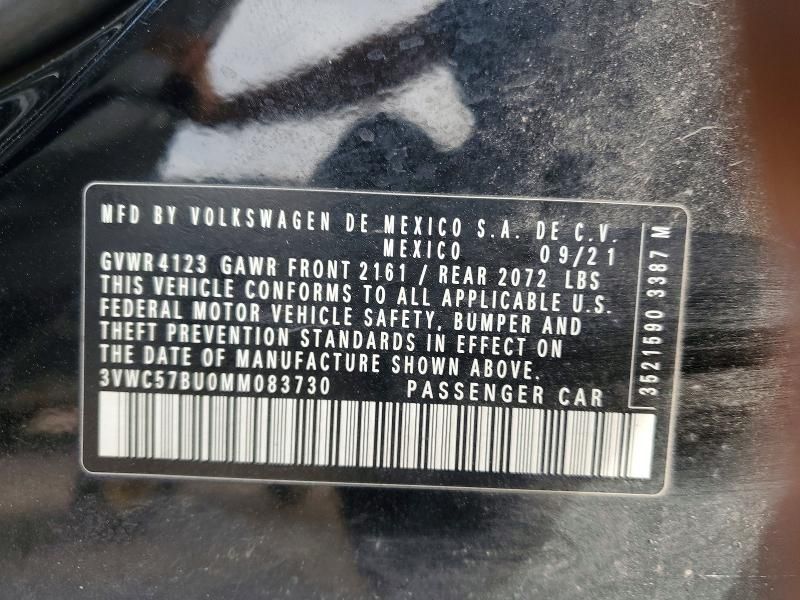 MFD BY VOLKSWAGEN DE MEXICO S.A. DE C.V.
MEXICO 09/21
GVWR 4123 GAWR FRONT 2161 / REAR 2072 LBS
THIS VEHICLE CONFORMS TO ALL APPLICABLE U.S.
FEDERAL MOTOR VEHICLE SAFETY, BUMPER AND
THEFT PREVENTION STANDARDS IN EFFECT ON
THE DATE OF MANUFACTURE SHOWN ABOVE.
3VWC57BU0MM083730 PASSENGER CAR
3521590 3387 M